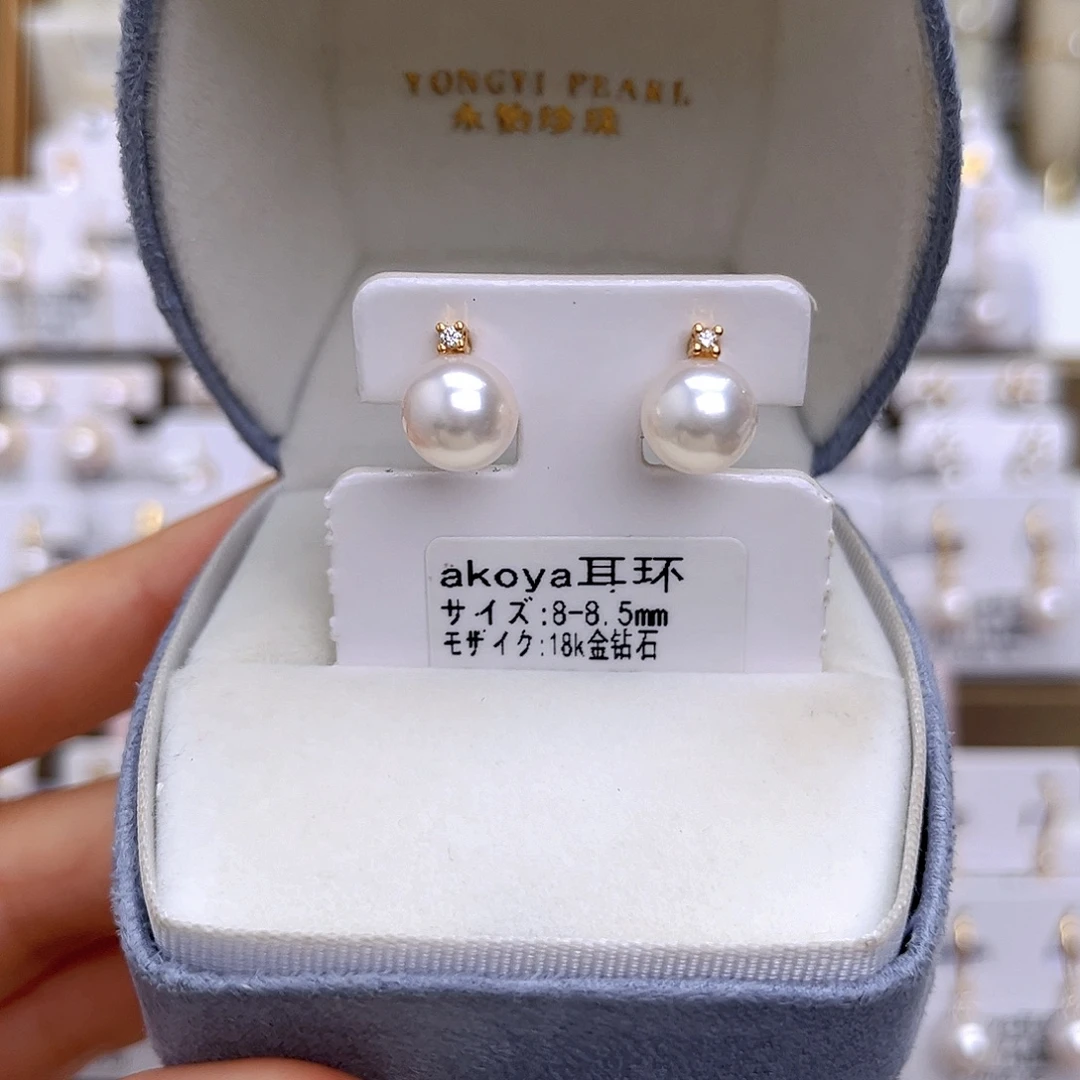 YONGYI PEARL
永怡珍珠
akoya耳环
サイズ:8-8.5mm
モザイク:18k金钻石